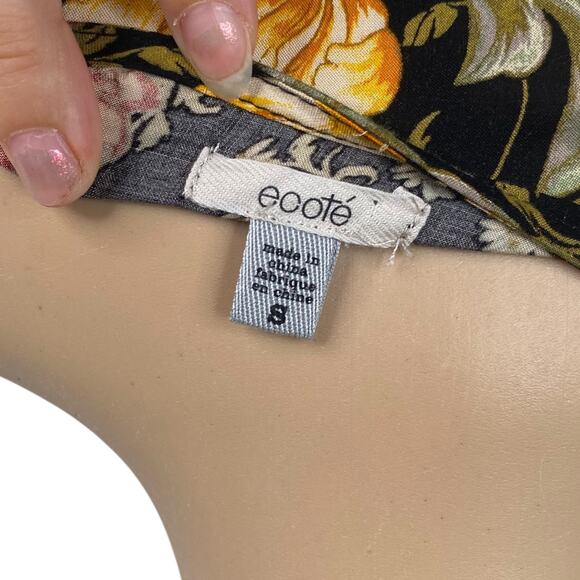 ecoté
made in
china
fabriqué
en chine
S